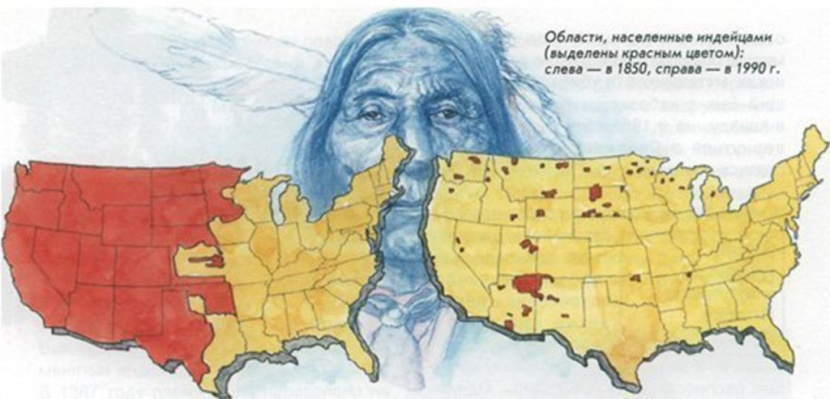 Области, населенные индейцами
(выделены красным цветом):
слева — в 1850, справа — в 1990 г.